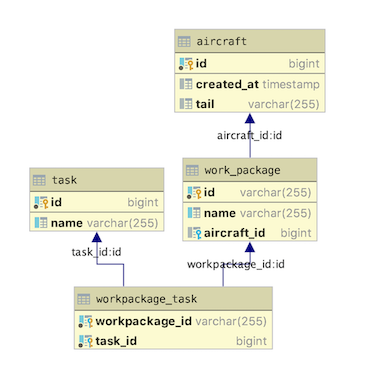 aircraft
id bigint
created_at timestamp
tail varchar(255)
aircraft_id:id
task
id bigint
name varchar(255)
work_package
id varchar(255)
name varchar(255)
aircraft_id bigint
task_id:id
workpackage_id:id
workpackage_task
workpackage_id varchar(255)
task_id bigint